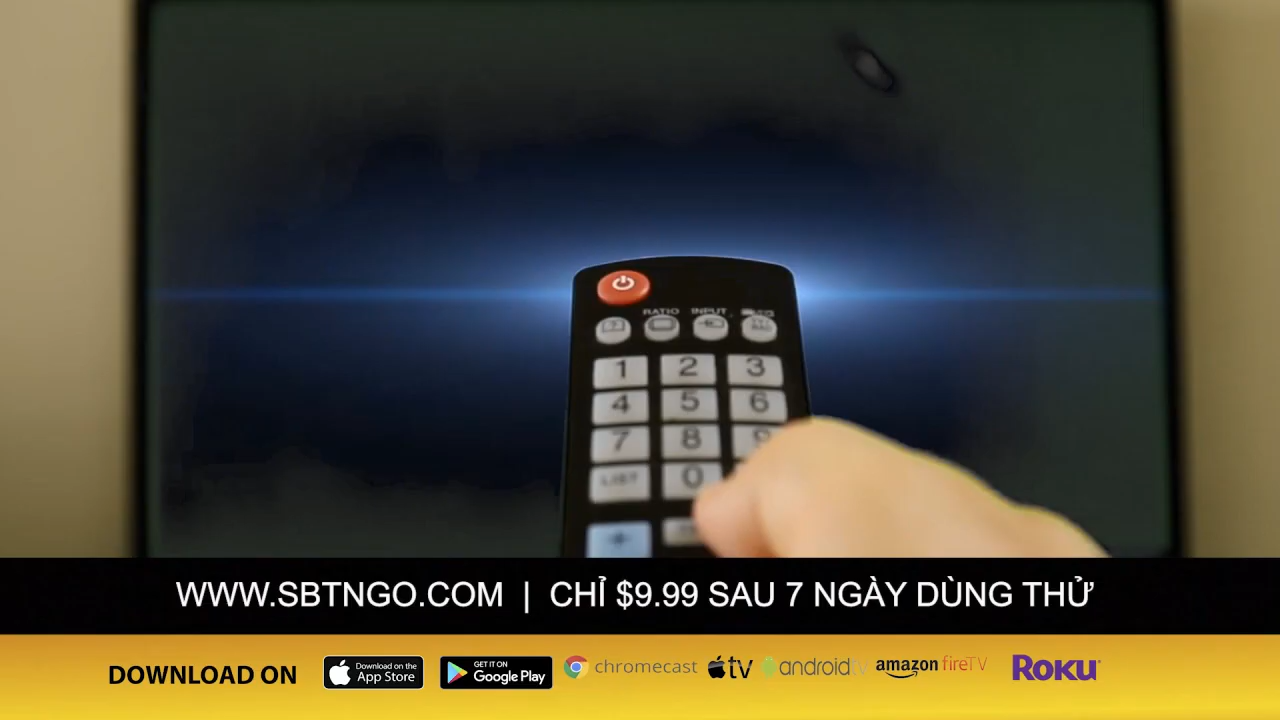 RATIO INPUT
1 2 3
4 5 6
7 8 9
LIST 0
WWW.SBTNGO.COM | CHỈ $9.99 SAU 7 NGÀY DÙNG THỬ
DOWNLOAD ON
Download on the
App Store
GET IT ON
Google Play
chromecast
tv
androidtv
amazon fireTV
ROKU